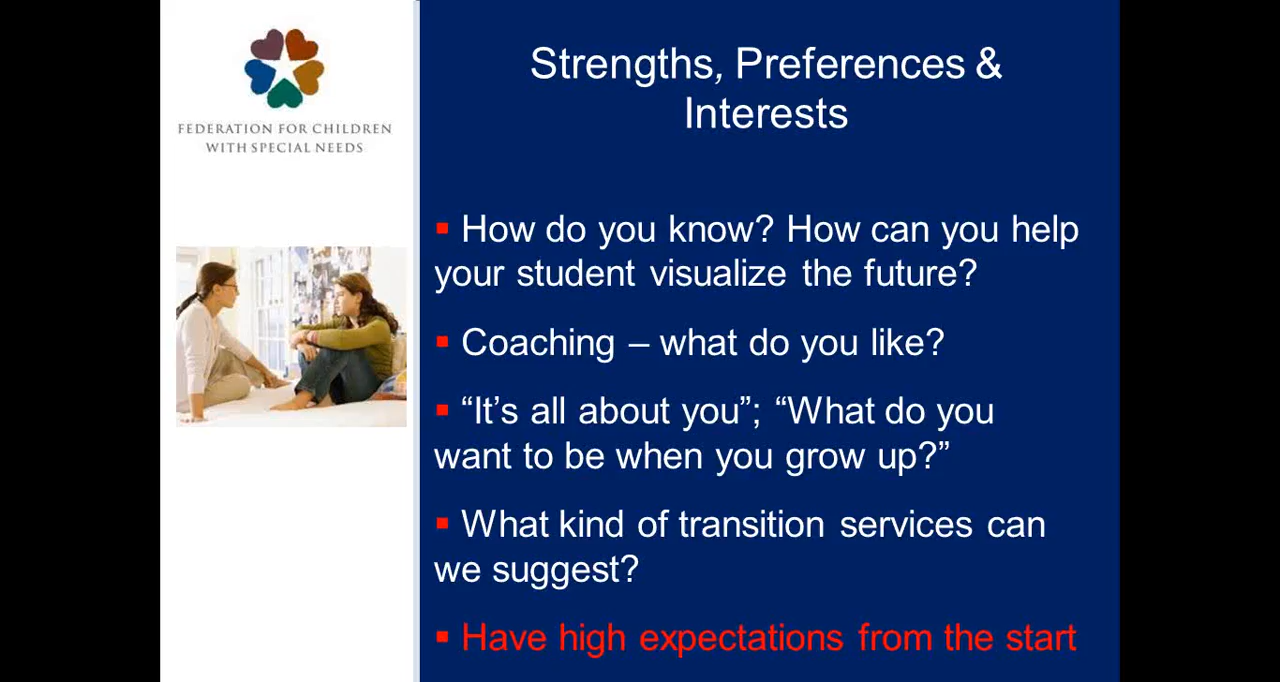 FEDERATION FOR CHILDREN
WITH SPECIAL NEEDS
Strengths, Preferences &
Interests
▪ How do you know? How can you help
your student visualize the future?
▪ Coaching – what do you like?
▪ “It’s all about you”; “What do you
want to be when you grow up?”
▪ What kind of transition services can
we suggest?
▪ Have high expectations from the start